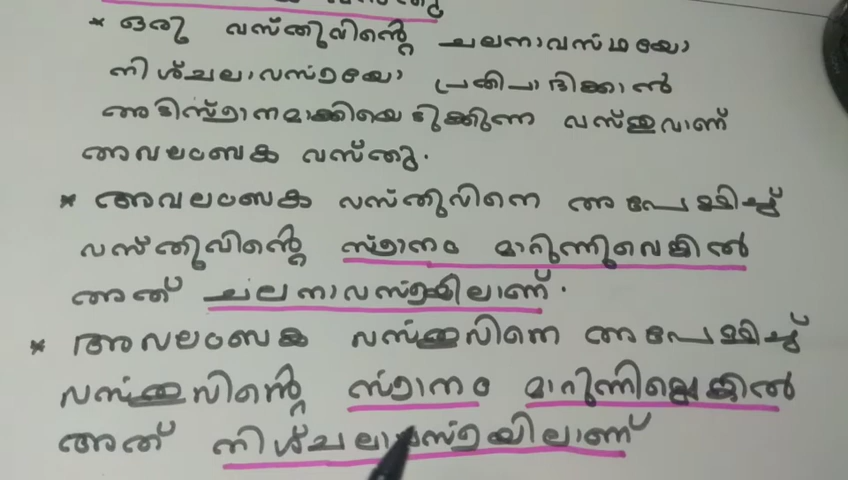 * ഒരു വസ്തുവിന്റെ ചലനാവസ്ഥയോ
നിശ്ചലാവസ്ഥയോ പ്രതിപാദിക്കാൻ
അടിസ്ഥാനമാക്കിയെടുക്കുന്ന വസ്തുവാണ്
അവലംബക വസ്തു.
* അവലംബക വസ്തുവിനെ അപേക്ഷിച്ച്
വസ്തുവിന്റെ സ്ഥാനം മാറുന്നുവെങ്കിൽ
അത് ചലനാവസ്ഥയിലാണ്.
* അവലംബക വസ്തുവിനെ അപേക്ഷിച്ച്
വസ്തുവിന്റെ സ്ഥാനം മാറുന്നില്ലെങ്കിൽ
അത് നിശ്ചലാവസ്ഥയിലാണ്